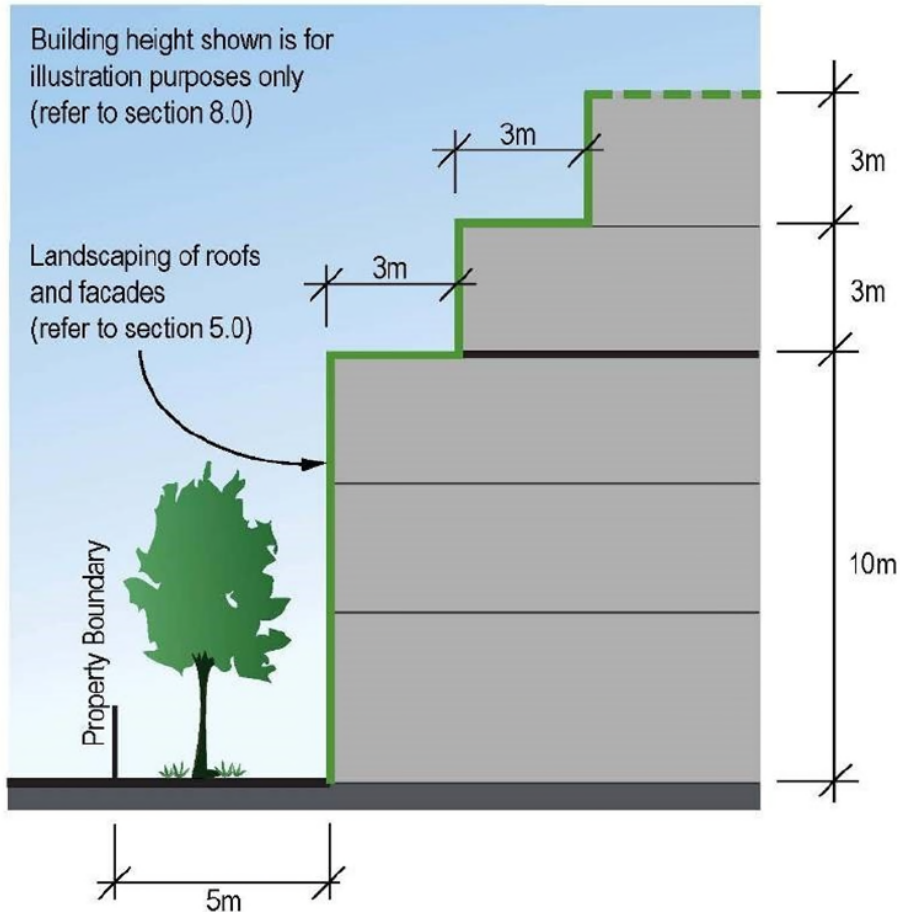 Building height shown is for
illustration purposes only
(refer to section 8.0)
3m
3m
Landscaping of roofs
and facades
(refer to section 5.0)
3m
3m
10m
Property Boundary
5m